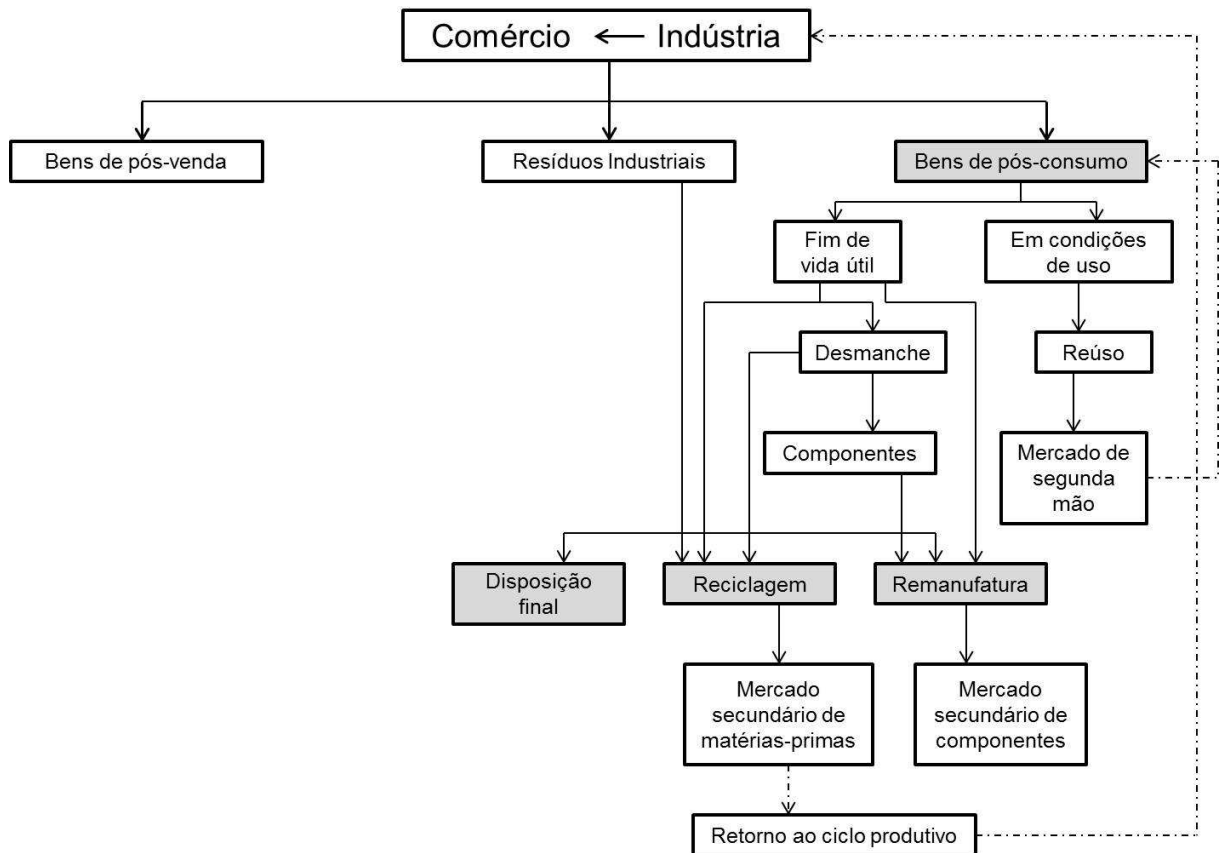 Comércio ← Indústria
Bens de pós-venda
Resíduos Industriais
Bens de pós-consumo
Fim de
vida útil
Em condições
de uso
Desmanche
Reúso
Componentes
Mercado de
segunda
mão
Disposição
final
Reciclagem
Remanufatura
Mercado
secundário de
matérias-primas
Mercado
secundário de
componentes
Retorno ao ciclo produtivo